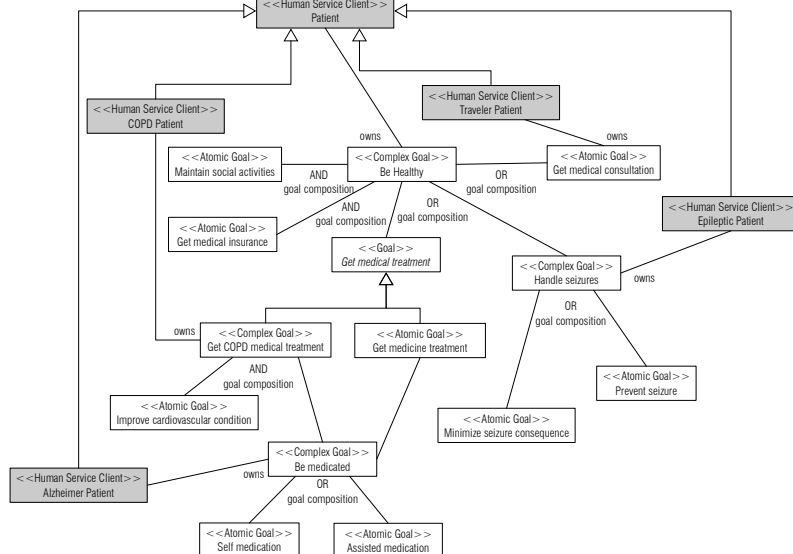 <<Human Service Client>>
Patient
<<Human Service Client>>
COPD Patient
<<Human Service Client>>
Traveler Patient
owns
owns
<<Atomic Goal>>
Maintain social activities
<<Complex Goal>>
Be Healthy
<<Atomic Goal>>
Get medical consultation
AND
goal composition
OR
goal composition
AND
goal composition
OR
goal composition
<<Human Service Client>>
Epileptic Patient
<<Atomic Goal>>
Get medical insurance
<<Goal>>
Get medical treatment
<<Complex Goal>>
Handle seizures
owns
OR
goal composition
owns
<<Complex Goal>>
Get COPD medical treatment
<<Atomic Goal>>
Get medicine treatment
AND
goal composition
<<Atomic Goal>>
Prevent seizure
<<Atomic Goal>>
Improve cardiovascular condition
<<Atomic Goal>>
Minimize seizure consequence
<<Complex Goal>>
Be medicated
<<Human Service Client>>
Alzheimer Patient
owns
OR
goal composition
<<Atomic Goal>>
Self medication
<<Atomic Goal>>
Assisted medication